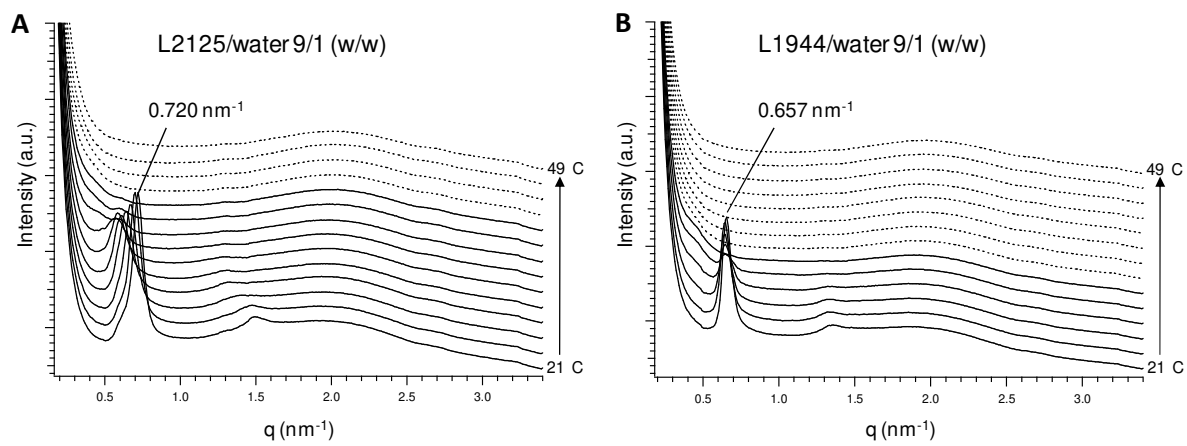 A
L2125/water 9/1 (w/w)
0.720 nm-1
Intensity (a.u.)
49 C
21 C
0.5 1.0 1.5 2.0 2.5 3.0
q (nm-1)
B
L1944/water 9/1 (w/w)
0.657 nm-1
Intensity (a.u.)
49 C
21 C
0.5 1.0 1.5 2.0 2.5 3.0
q (nm-1)